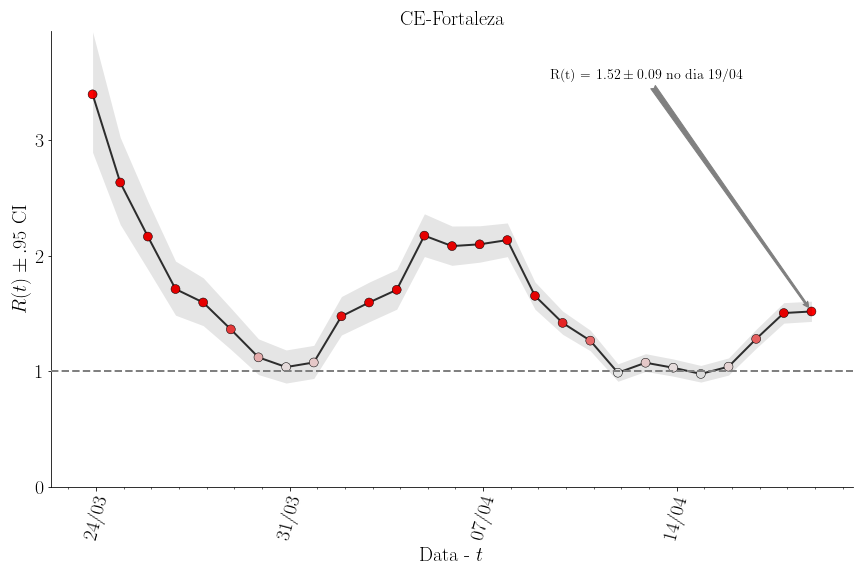 CE-Fortaleza
R(t) = 1.52 ± 0.09 no dia 19/04
R(t) ± .95 CI
3
2
1
0
24/03
31/03
07/04
14/04
Data - t